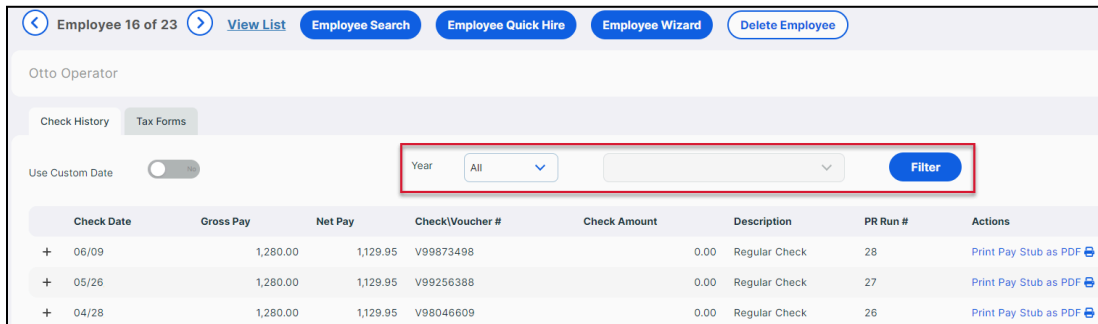 Employee 16 of 23 View List Employee Search Employee Quick Hire Employee Wizard Delete Employee
Otto Operator
Check History Tax Forms
Use Custom Date No Year All Filter
Check Date Gross Pay Net Pay Check\Voucher # Check Amount Description PR Run # Actions
+ 06/09 1,280.00 1,129.95 V99873498 0.00 Regular Check 28 Print Pay Stub as PDF
+ 05/26 1,280.00 1,129.95 V99256388 0.00 Regular Check 27 Print Pay Stub as PDF
+ 04/28 1,280.00 1,129.95 V98046609 0.00 Regular Check 26 Print Pay Stub as PDF